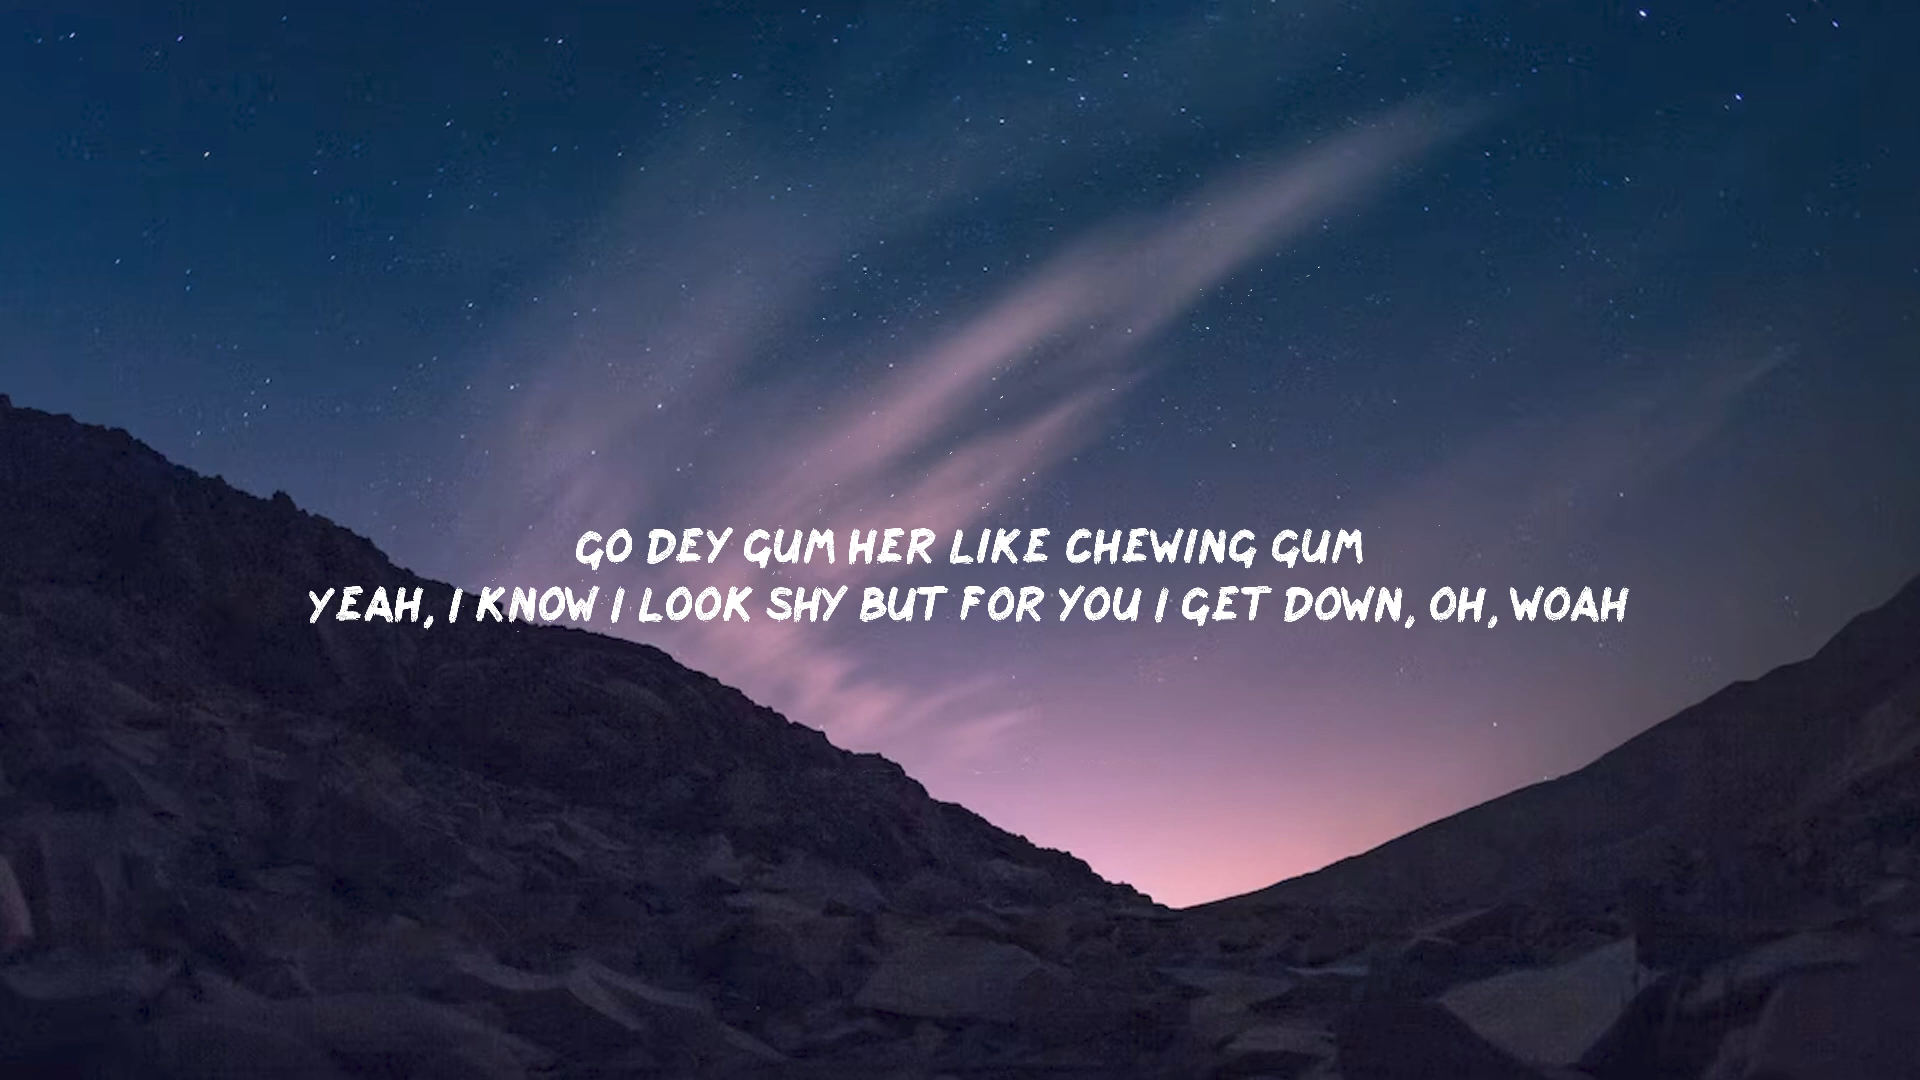 GO DEY GUM HER LIKE CHEWING GUM
YEAH, I KNOW I LOOK SHY BUT FOR YOU I GET DOWN, OH, WOAH